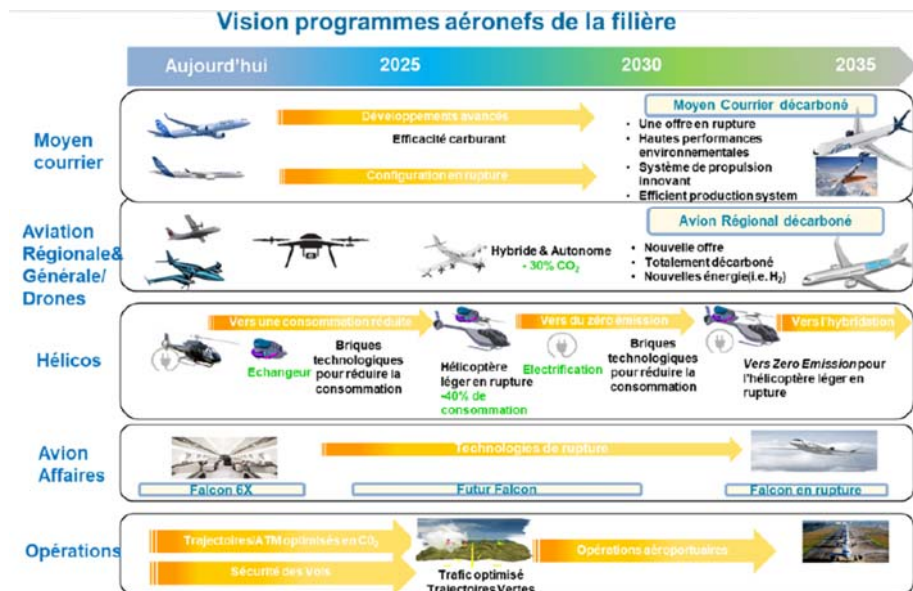 Vision programmes aéronefs de la filière
Aujourd'hui
2025
2030
2035
Moyen
courrier
Développements avancés
Efficacité carburant
Configuration en rupture
Moyen Courrier décarboné
• Une offre en rupture
• Hautes performances
environnementales
• Système de propulsion
innovant
• Efficient production system
Aviation
Régionale&
Générale/
Drones
Hybride & Autonome
- 30% CO₂
Avion Régional décarboné
• Nouvelle offre
• Totalement décarboné
• Nouvelles énergie(i.e. H₂)
Hélicos
Vers une consommation réduite
Echangeur
Briques
technologiques
pour réduire la
consommation
Hélicoptère
léger en rupture
-40% de
consommation
Vers du zéro émission
Electrification
Briques
technologiques
pour réduire la
consommation
Vers l'hybridation
Vers Zero Emission pour
l'hélicoptère léger en
rupture
Avion
Affaires
Technologies de rupture
Falcon 6X
Futur Falcon
Falcon en rupture
Opérations
Trajectoires/ATM optimisés en CO₂
Sécurité des Vols
Trafic optimisé
Trajectoires Vertes
Opérations aéroportuaires